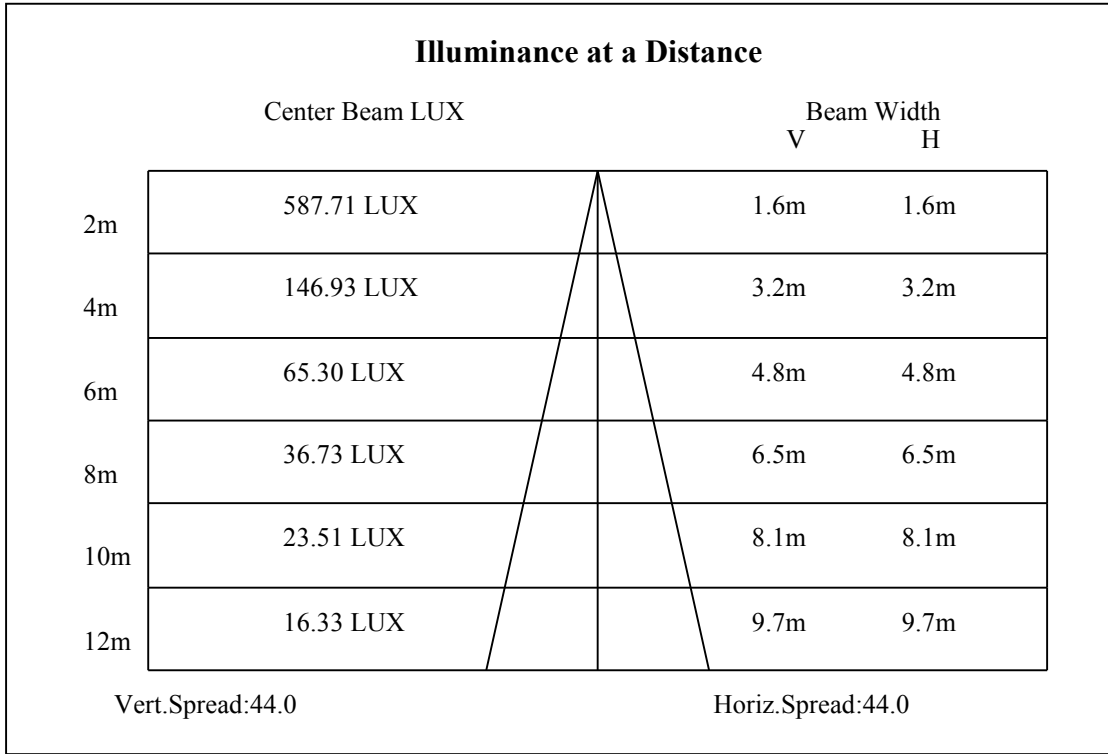 Illuminance at a Distance
Center Beam LUX Beam Width
V H
2m 587.71 LUX 1.6m 1.6m
4m 146.93 LUX 3.2m 3.2m
6m 65.30 LUX 4.8m 4.8m
8m 36.73 LUX 6.5m 6.5m
10m 23.51 LUX 8.1m 8.1m
12m 16.33 LUX 9.7m 9.7m
Vert.Spread:44.0 Horiz.Spread:44.0